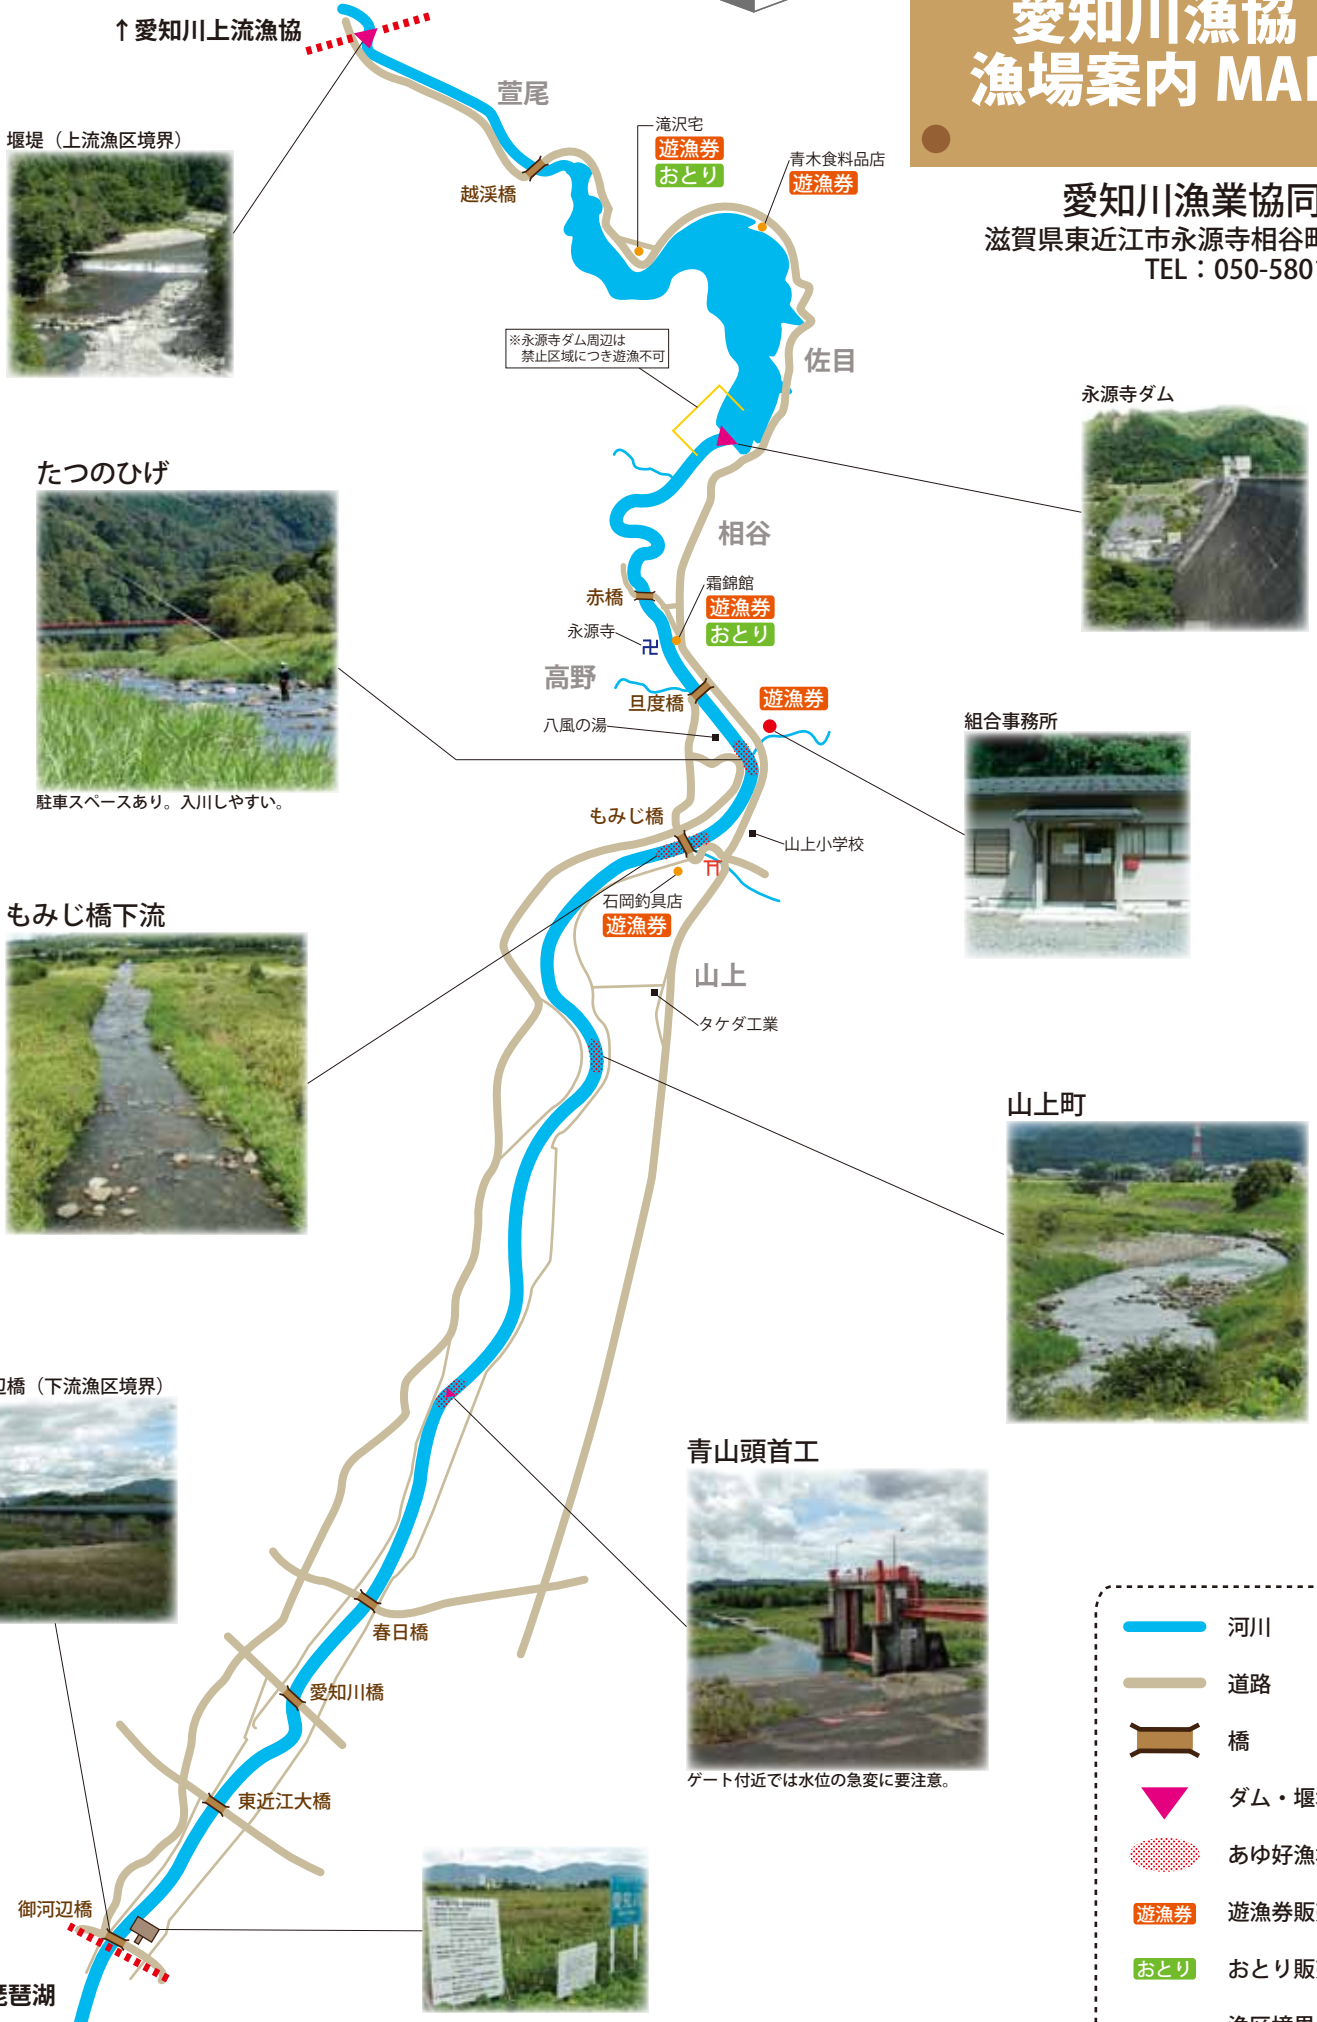 愛知川漁協
漁場案内 MAP
愛知川漁業協同
滋賀県東近江市永源寺相谷町
TEL：050-580
↑愛知川上流漁協
萱尾
堰堤（上流漁区境界）
滝沢宅
遊漁券
おとり
青木食料品店
遊漁券
越渓橋
※永源寺ダム周辺は
禁止区域につき遊漁不可
佐目
永源寺ダム
たつのひげ
駐車スペースあり。入川しやすい。
相谷
赤橋
霜錦館
遊漁券
おとり
永源寺
卍
高野
旦度橋
遊漁券
八風の湯
組合事務所
もみじ橋
山上小学校
石岡釣具店
遊漁券
もみじ橋下流
山上
タケダ工業
山上町
辺橋（下流漁区境界）
青山頭首工
ゲート付近では水位の急変に要注意。
春日橋
愛知川橋
東近江大橋
御河辺橋
琵琶湖
河川
道路
橋
ダム・堰
あゆ好漁
遊漁券
遊漁券販
おとり
おとり販
漁区境界